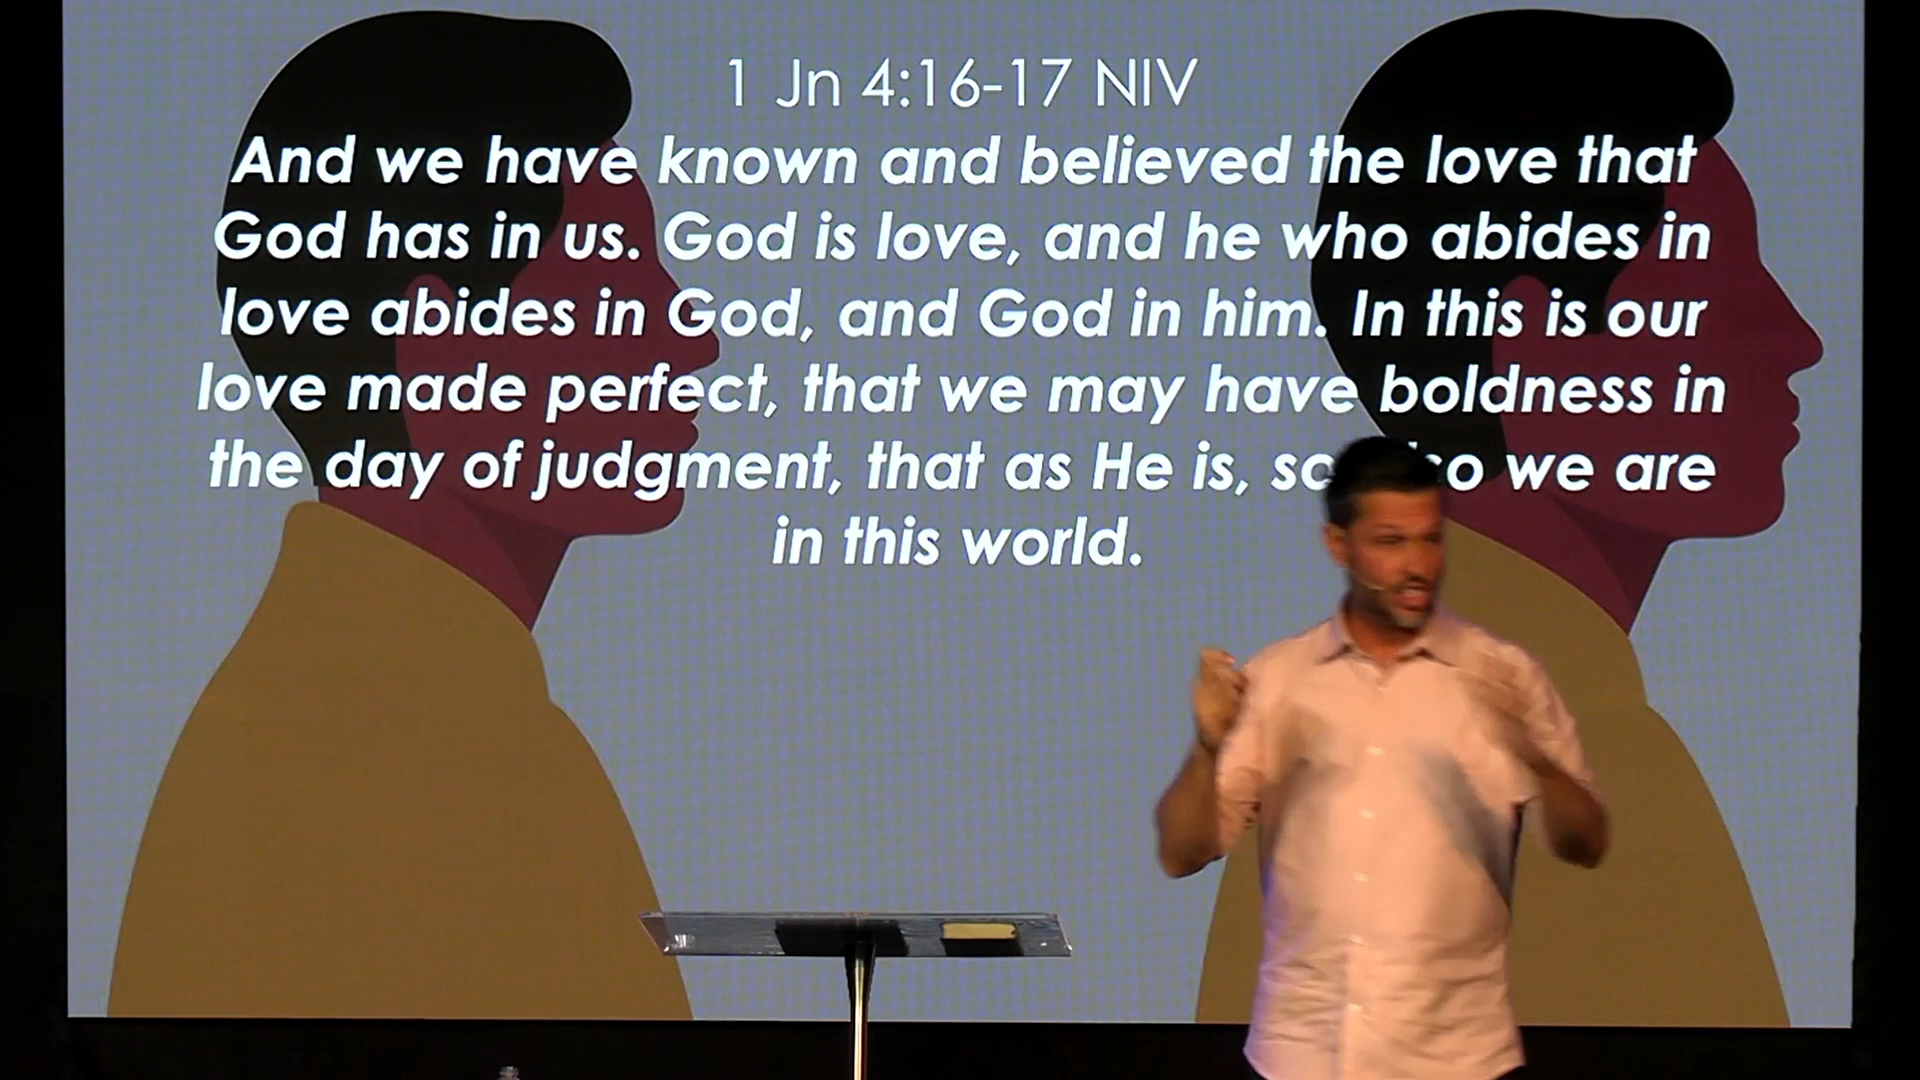 1 Jn 4:16-17 NIV
And we have known and believed the love that
God has in us. God is love, and he who abides in
love abides in God, and God in him. In this is our
love made perfect, that we may have boldness in
the day of judgment, that as He is, we are
in this world.